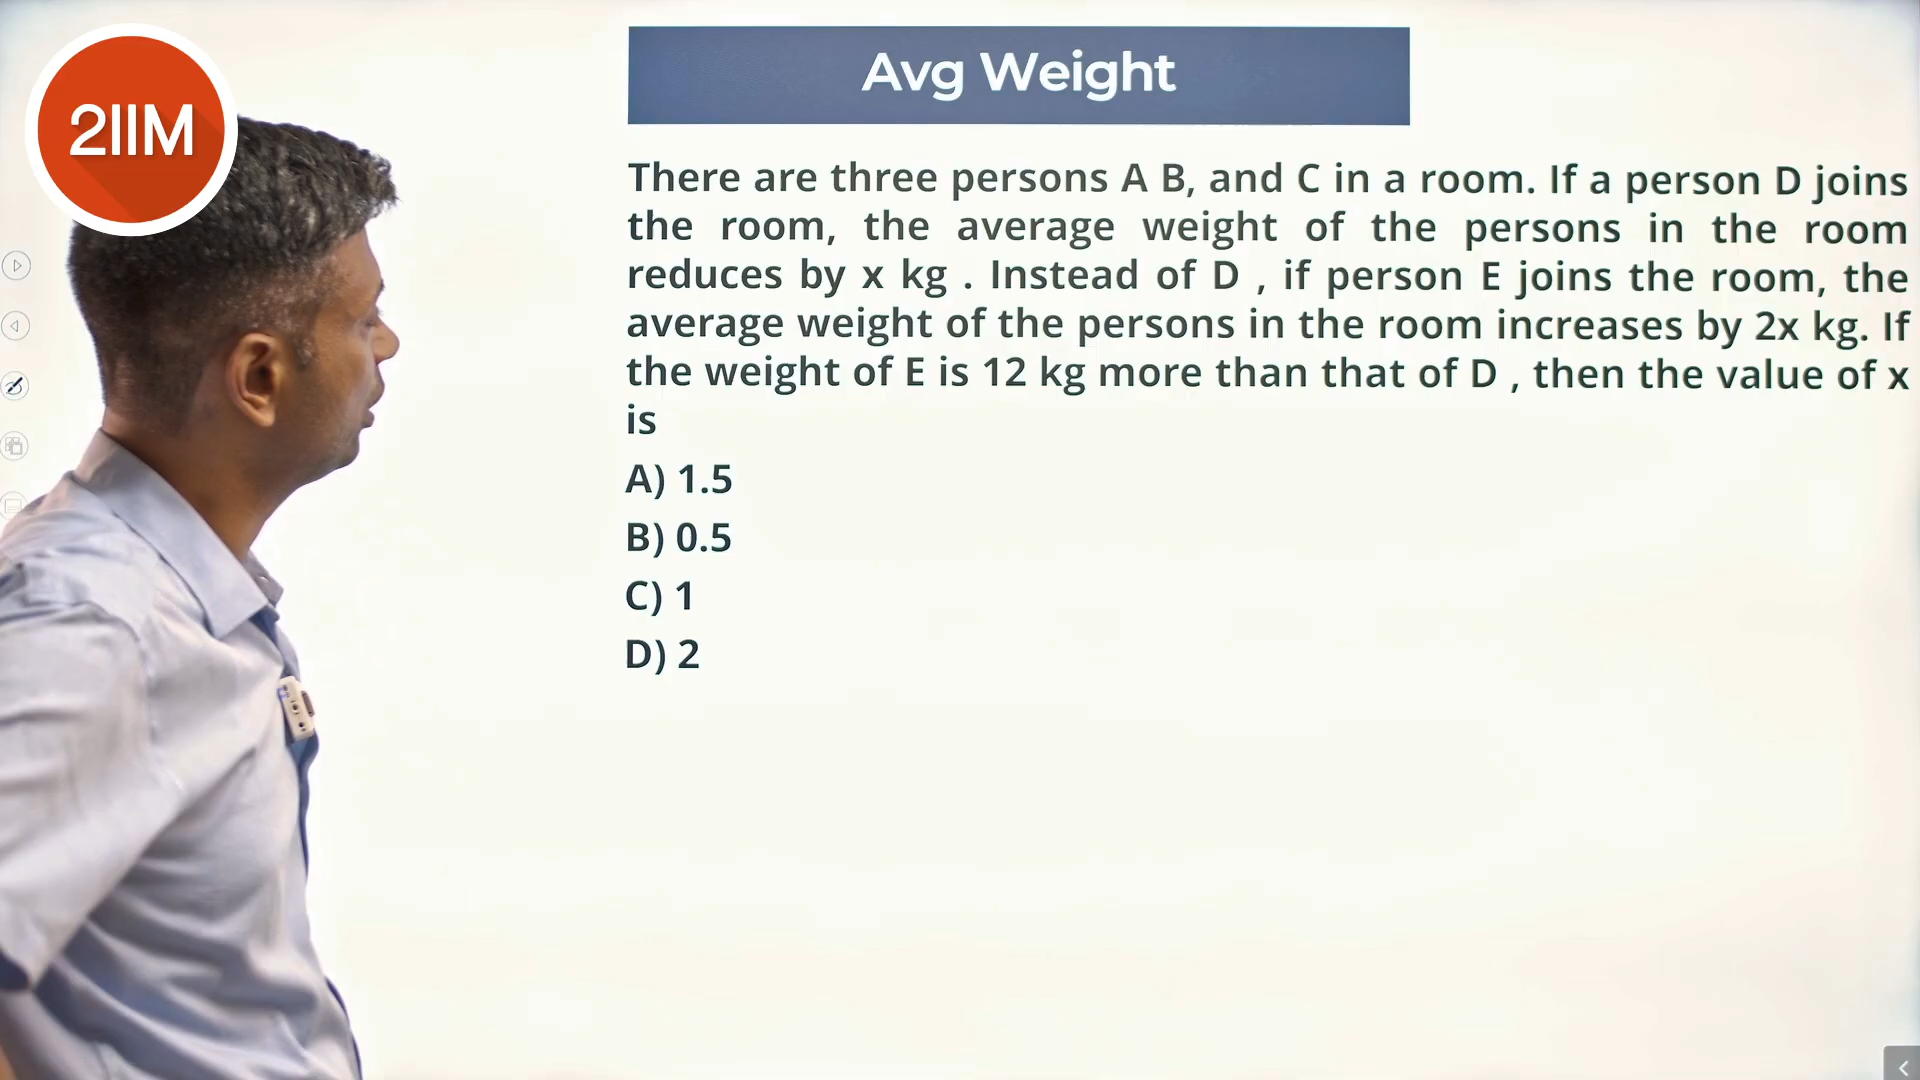 2IIM
Avg Weight
There are three persons A B, and C in a room. If a person D joins
the room, the average weight of the persons in the room
reduces by x kg . Instead of D , if person E joins the room, the
average weight of the persons in the room increases by 2x kg. If
the weight of E is 12 kg more than that of D , then the value of x
is
A) 1.5
B) 0.5
C) 1
D) 2